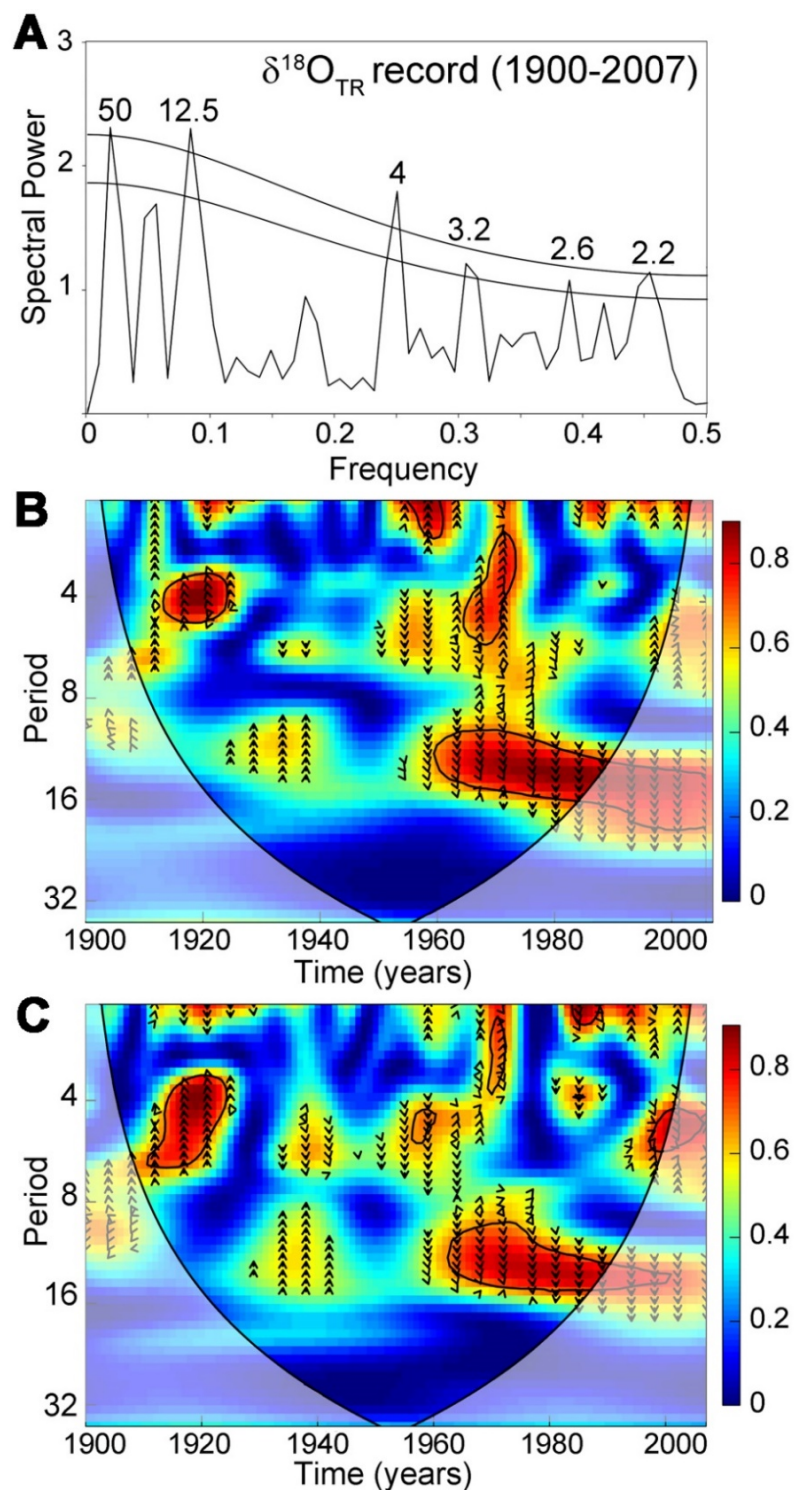 A
δ18OTR record (1900-2007)
3
50 12.5
2
4
3.2
2.6 2.2
1
Spectral Power
0 0.1 0.2 0.3 0.4 0.5
Frequency
B
4
8
16
32
Period
0.8
0.6
0.4
0.2
0
1900 1920 1940 1960 1980 2000
Time (years)
C
4
8
16
32
Period
0.8
0.6
0.4
0.2
0
1900 1920 1940 1960 1980 2000
Time (years)